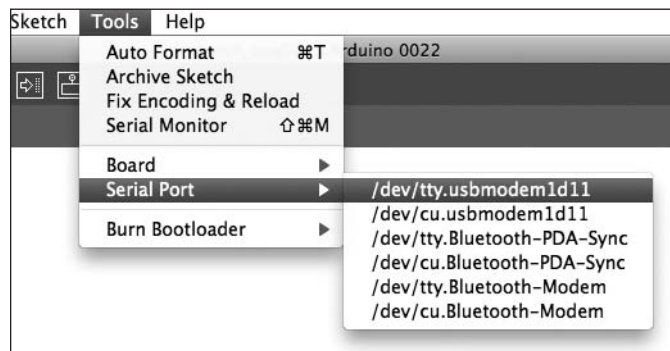 Sketch Tools Help
rduino 0022
Auto Format ⌘T
Archive Sketch
Fix Encoding & Reload
Serial Monitor ⇧⌘M
Board ▶
Serial Port ▶
Burn Bootloader ▶
/dev/tty.usbmodem1d11
/dev/cu.usbmodem1d11
/dev/tty.Bluetooth-PDA-Sync
/dev/cu.Bluetooth-PDA-Sync
/dev/tty.Bluetooth-Modem
/dev/cu.Bluetooth-Modem